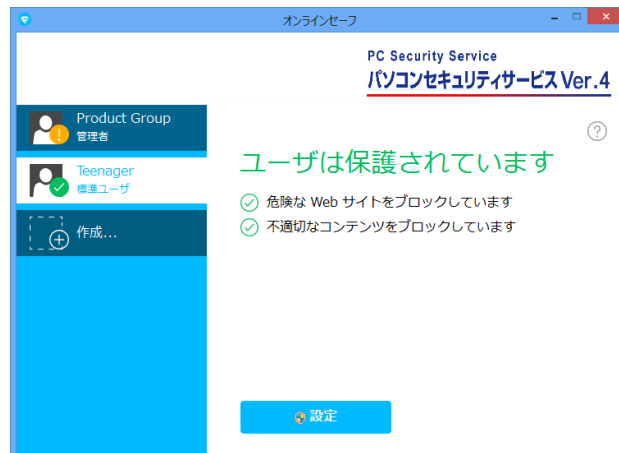 オンラインセーフ
PC Security Service
パソコンセキュリティサービス Ver.4
Product Group
管理者
Teenager
標準ユーザ
作成...
?
ユーザは保護されています
危険な Web サイトをブロックしています
不適切なコンテンツをブロックしています
設定